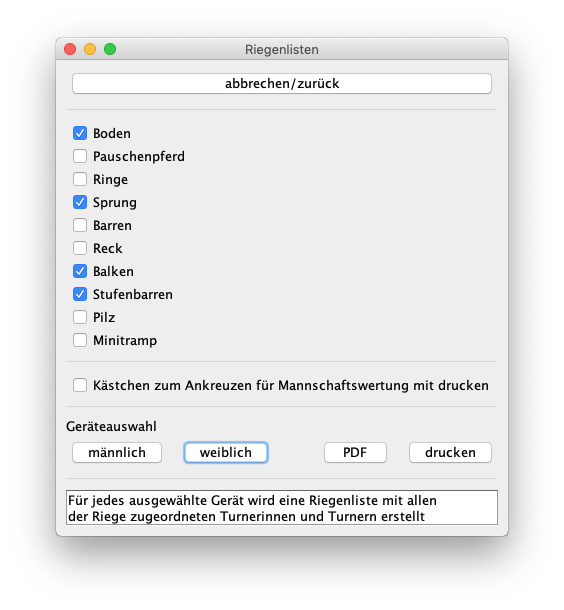 Riegenlisten
abbrechen/zurück
Boden
Pauschenpferd
Ringe
Sprung
Barren
Reck
Balken
Stufenbarren
Pilz
Minitramp
Kästchen zum Ankreuzen für Mannschaftswertung mit drucken
Geräteauswahl
männlich weiblich PDF drucken
Für jedes ausgewählte Gerät wird eine Riegenliste mit allen
der Riege zugeordneten Turnerinnen und Turnern erstellt